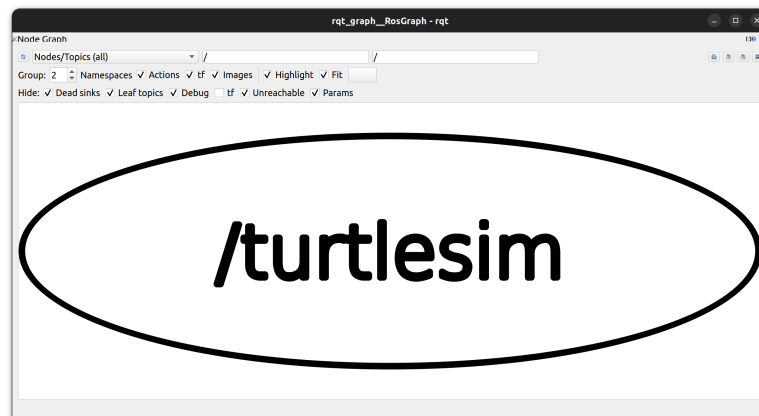 rqt_graph__RosGraph - rqt
Node Graph
Nodes/Topics (all) / /
Group: 2 Namespaces Actions tf Images Highlight Fit
Hide: Dead sinks Leaf topics Debug tf Unreachable Params
/turtlesim